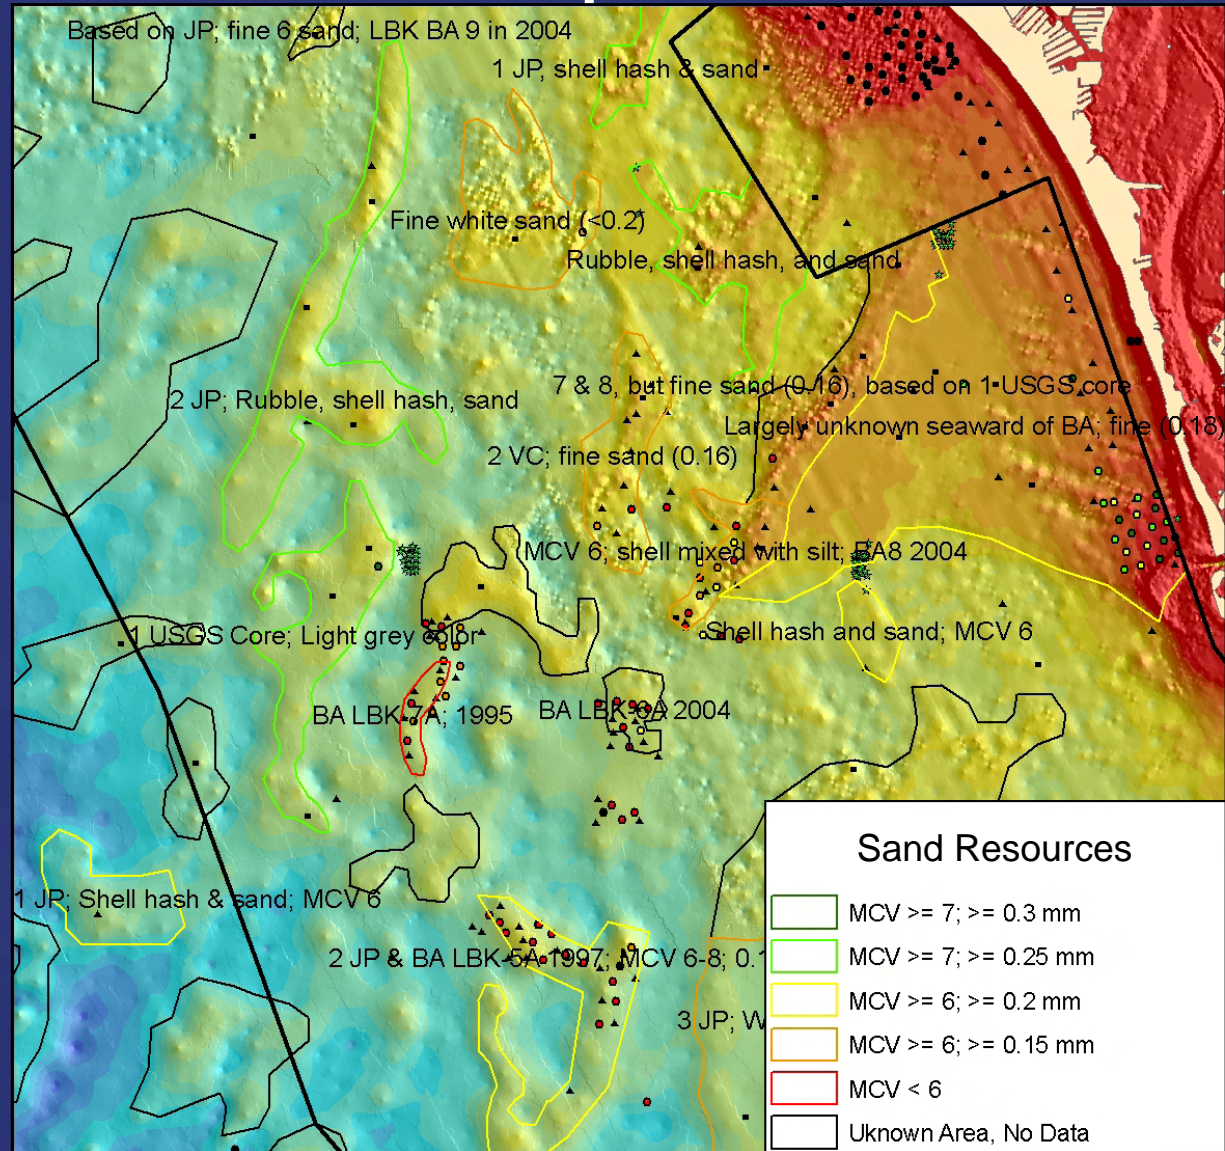 Based on JP; fine 6 sand; LBK BA 9 in 2004
1 JP, shell hash & sand
Fine white sand (<0.2)
Rubble, shell hash, and sand
7 & 8, but fine sand (0.16), based on 1 USGS core
2 JP; Rubble, shell hash, sand
Largely unknown seaward of BA; fine (0.18)
2 VC; fine sand (0.16)
MCV 6; shell mixed with silt; BA8 2004
1 USGS Core; Light grey color
Shell hash and sand; MCV 6
BA LBK-7A; 1995
BA LBK-6A 2004
1 JP; Shell hash & sand; MCV 6
2 JP & BA LBK-5A 1997; MCV 6-8; 0.1
3 JP; W
Sand Resources
MCV >= 7; >= 0.3 mm
MCV >= 7; >= 0.25 mm
MCV >= 6; >= 0.2 mm
MCV >= 6; >= 0.15 mm
MCV < 6
Uknown Area, No Data